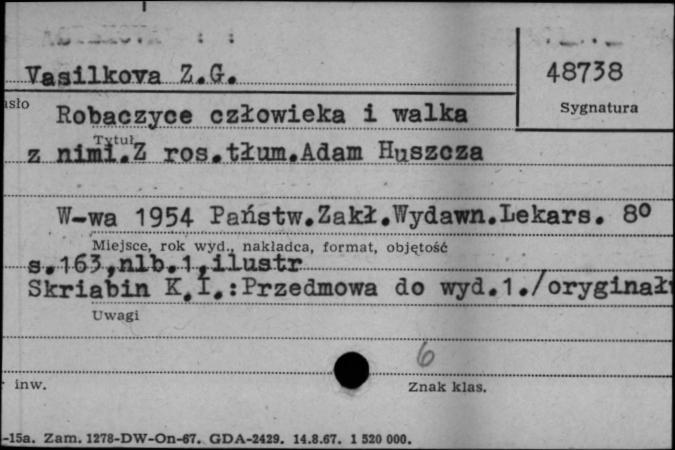 Vasilkova Z.G.
48738
Sygnatura
Robaczyce człowieka i walka
Tytuł
z nimi.Z ros.tłum.Adam Huszcza
W-wa 1954 Państw.Zakł.Wydawn.Lekars. 8⁰
Miejsce, rok wyd., nakładca, format, objętość
s.163,nlb.1,ilustr
Skriabin K.I.:Przedmowa do wyd.1./oryginał
Uwagi
6
inw.
Znak klas.
-15a. Zam. 1278-DW-On-67. GDA-2429. 14.8.67. 1 520 000.